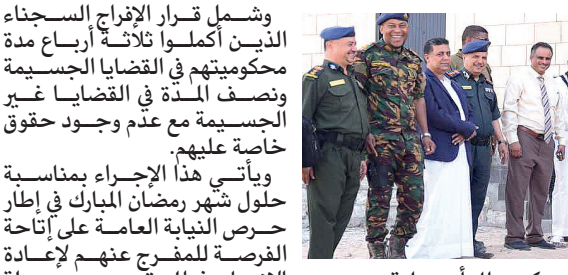 وشمل قرار الإفراج السجناء
الذين أكملوا ثلاثة أرباع مدة
محكوميتهم في القضايا الجسيمة
ونصف المدة في القضايا غير
الجسيمة مع عدم وجود حقوق
خاصة عليهم.
ويأتي هذا الإجراء بمناسبة
حلول شهر رمضان المبارك في إطار
حرص النيابة العامة على إتاحة
الفرصة للمفرج عنهم لإعادة